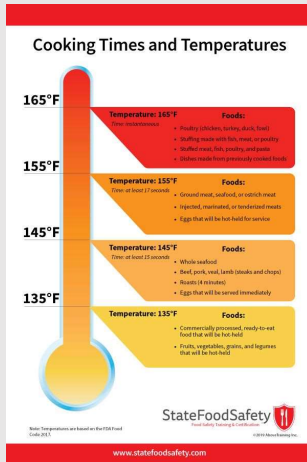 Cooking Times and Temperatures
165°F
Temperature: 165°F
Time: Instantaneous
Foods:
• Poultry (chicken, turkey, duck, fowl)
• Stuffing made with fish, meat, or poultry
• Stuffed meat, fish, poultry, and pasta
• Dishes made from previously cooked foods
155°F
Temperature: 155°F
Time: at least 17 seconds
Foods:
• Ground meat, seafood, or ostrich meat
• Injected, marinated, or tenderized meats
• Eggs that will be hot-held for service
145°F
Temperature: 145°F
Time: at least 15 seconds
Foods:
• Whole seafood
• Beef, pork, veal, lamb (steaks and chops)
• Roasts (4 minutes)
• Eggs that will be served immediately
135°F
Temperature: 135°F
Foods:
• Commercially processed, ready-to-eat
food that will be hot-held
• Fruits, vegetables, grains, and legumes
that will be hot-held
StateFoodSafety
Food Safety Training & Certification
Note: Temperatures are based on the FDA Food
Code 2017.
©2019 AboveTraining Inc.
www.statefoodsafety.com